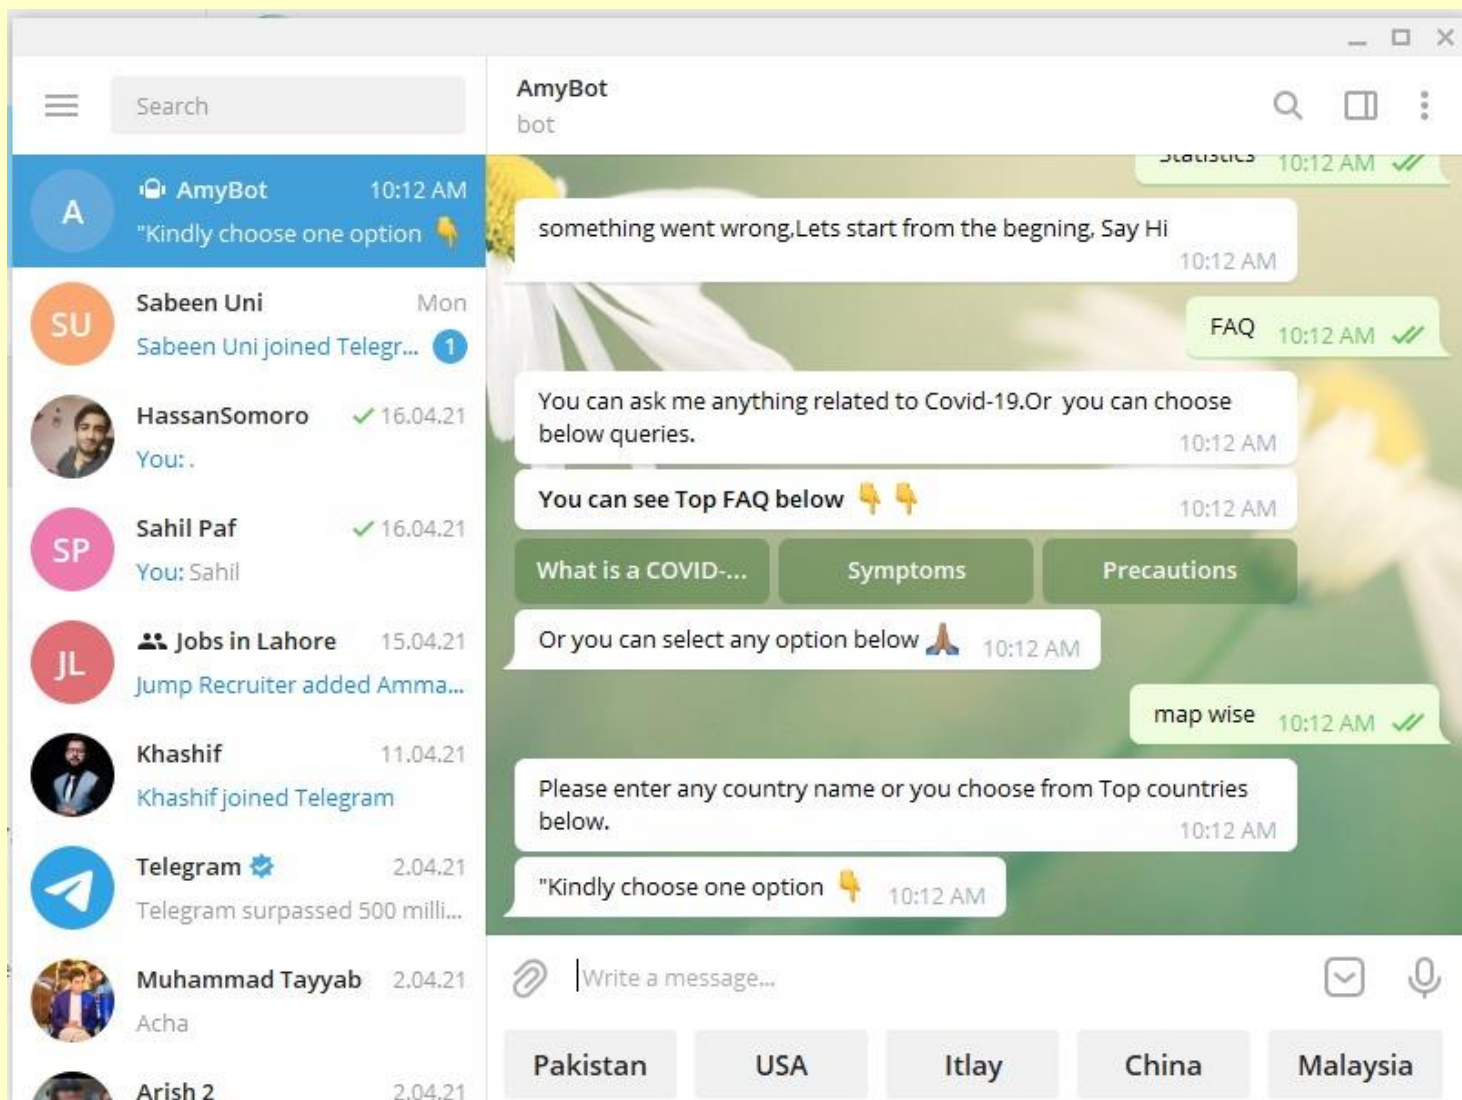 Search
A
AmyBot
10:12 AM
"Kindly choose one option 👇
SU
Sabeen Uni
Mon
Sabeen Uni joined Telegr...
1
HassanSomoro
16.04.21
You: .
SP
Sahil Paf
16.04.21
You: Sahil
JL
Jobs in Lahore
15.04.21
Jump Recruiter added Amma...
Khashif
11.04.21
Khashif joined Telegram
Telegram
2.04.21
Telegram surpassed 500 milli...
Muhammad Tayyab
2.04.21
Acha
Arish 2
2.04.21
AmyBot
bot
Statistics 10:12 AM
something went wrong,Lets start from the begning, Say Hi
10:12 AM
FAQ 10:12 AM
You can ask me anything related to Covid-19.Or you can choose
below queries.
10:12 AM
You can see Top FAQ below 👇 👇
10:12 AM
What is a COVID-...
Symptoms
Precautions
Or you can select any option below 🙏🏽 10:12 AM
map wise 10:12 AM
Please enter any country name or you choose from Top countries
below.
10:12 AM
"Kindly choose one option 👇 10:12 AM
Write a message...
Pakistan
USA
Itlay
China
Malaysia